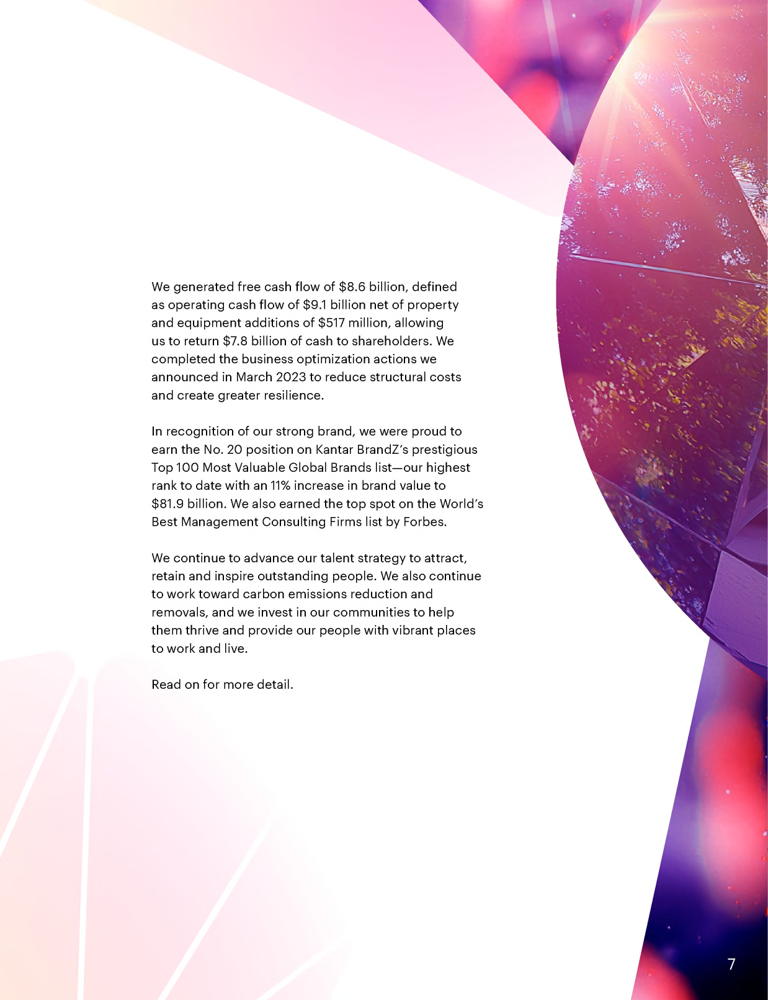 We generated free cash flow of $8.6 billion, defined
as operating cash flow of $9.1 billion net of property
and equipment additions of $517 million, allowing
us to return $7.8 billion of cash to shareholders. We
completed the business optimization actions we
announced in March 2023 to reduce structural costs
and create greater resilience.
In recognition of our strong brand, we were proud to
earn the No. 20 position on Kantar BrandZ’s prestigious
Top 100 Most Valuable Global Brands list—our highest
rank to date with an 11% increase in brand value to
$81.9 billion. We also earned the top spot on the World’s
Best Management Consulting Firms list by Forbes.
We continue to advance our talent strategy to attract,
retain and inspire outstanding people. We also continue
to work toward carbon emissions reduction and
removals, and we invest in our communities to help
them thrive and provide our people with vibrant places
to work and live.
Read on for more detail.
7